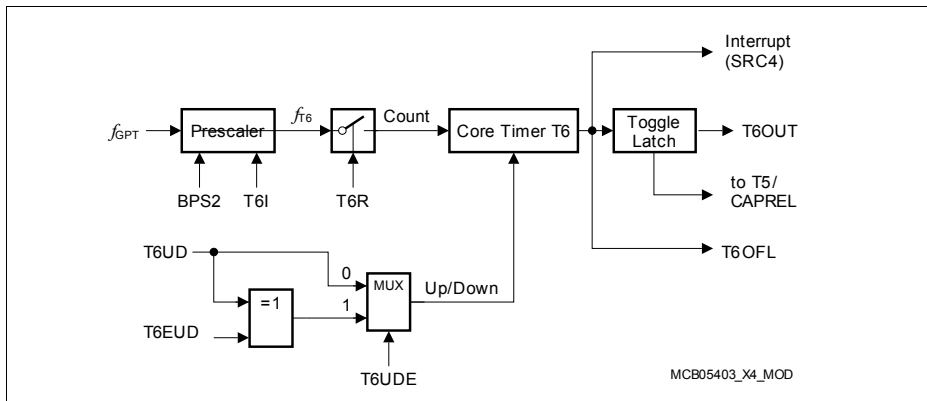 Interrupt
(SRC4)
fGPT
Prescaler
fT6
Count
Core Timer T6
Toggle
Latch
T6OUT
BPS2
T6I
T6R
to T5/
CAPREL
T6UD
0
MUX
Up/Down
T6OFL
=1
1
T6EUD
T6UDE
MCB05403_X4_MOD